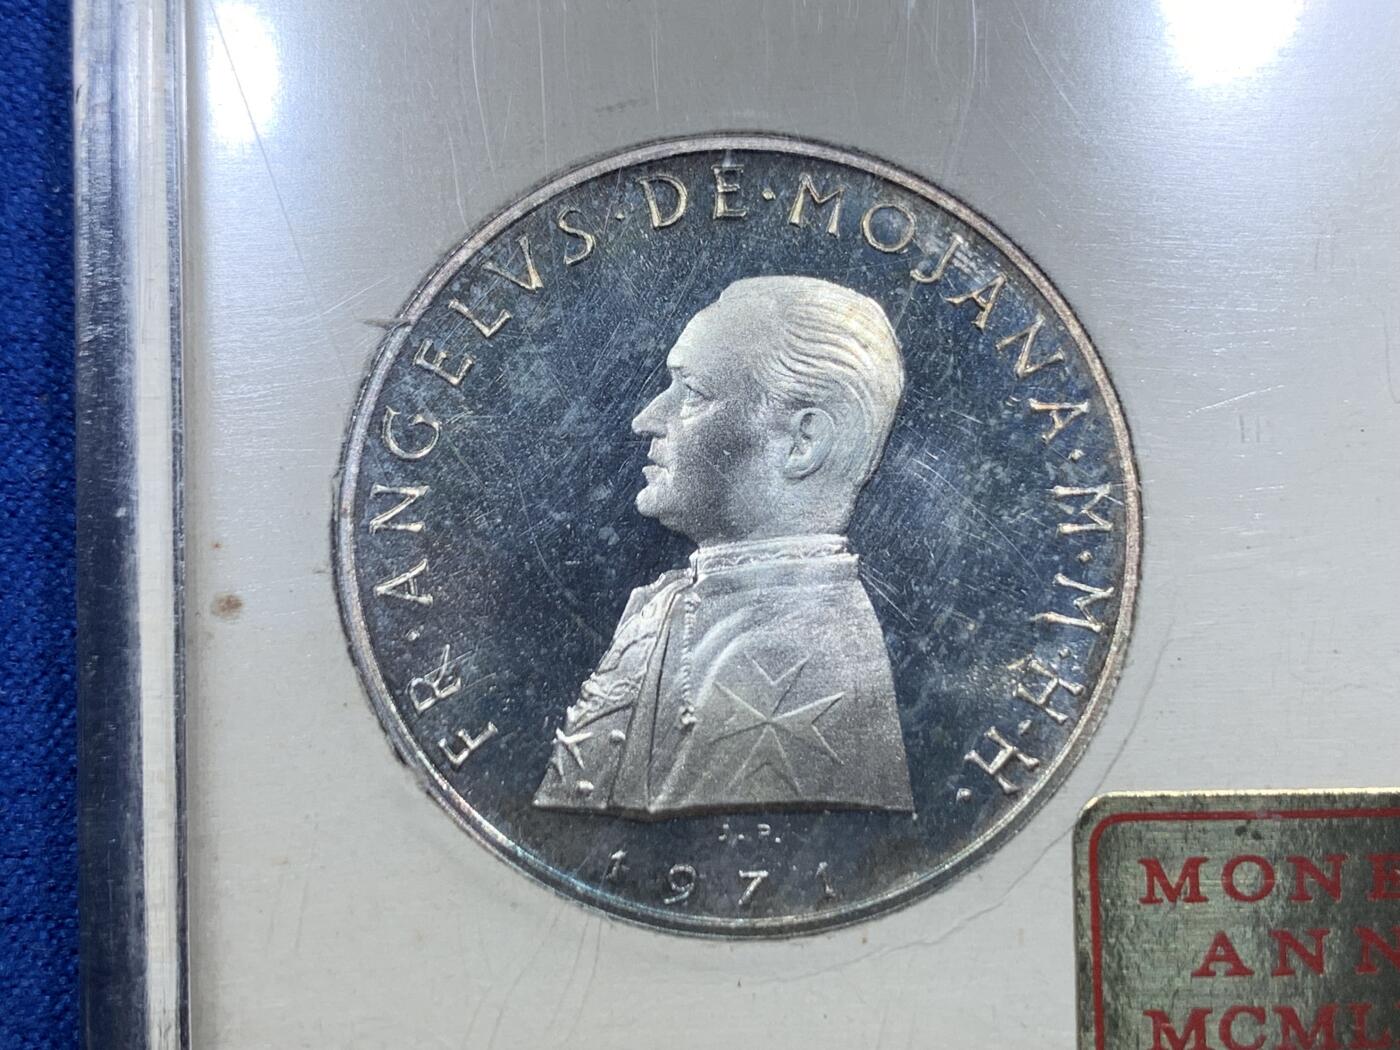 FR·ANGELVS·DE·MOJANA·M·M·H·H·
J.P.
1971
MONE
ANN
MCML